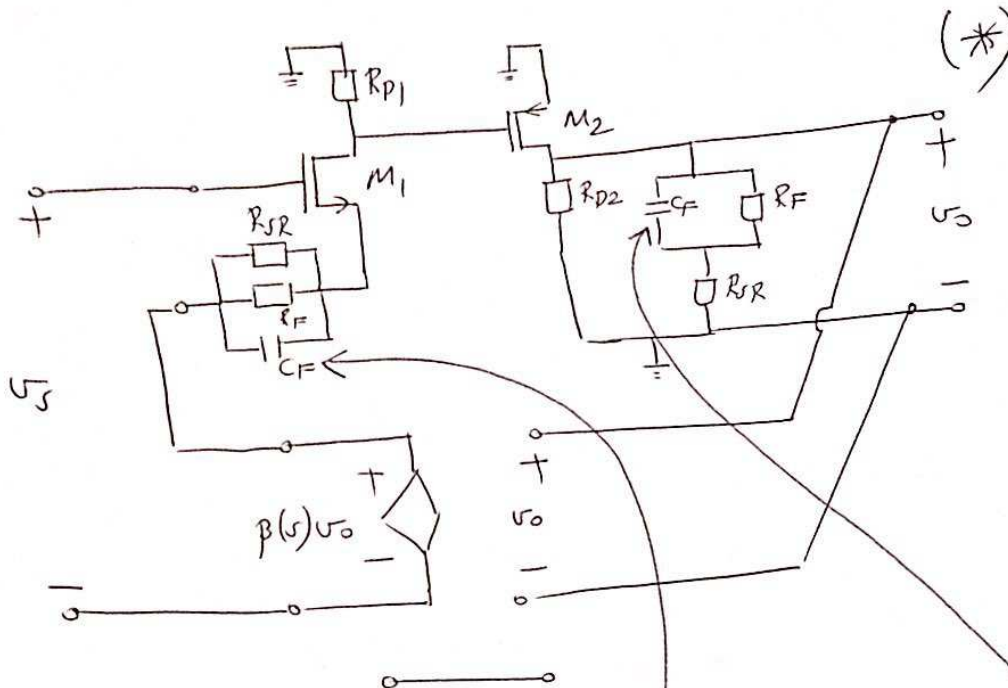 (*)
R_D1
M_2
+
M_1
R_D2
C_F
R_F
v_o
+
R_SR
R_SR
−
R_F
C_F
v_s
+
+
β(s)v_o
v_o
−
−
−